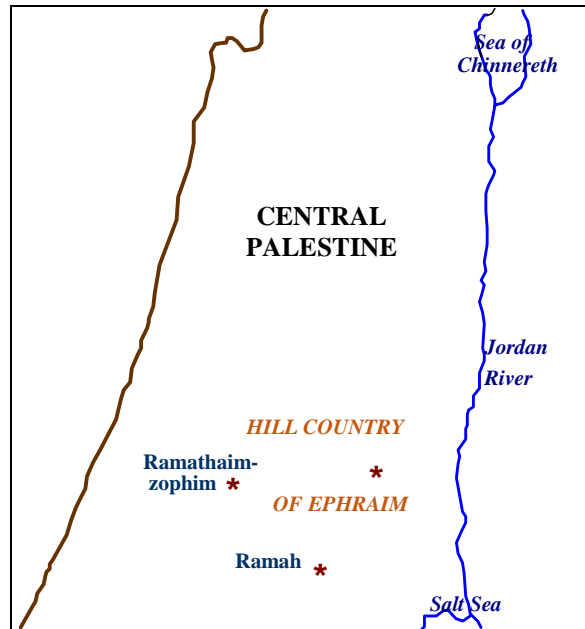 Sea of
Chinnereth
CENTRAL
PALESTINE
Jordan
River
HILL COUNTRY
Ramathaim-
zophim *
*
OF EPHRAIM
Ramah *
Salt Sea